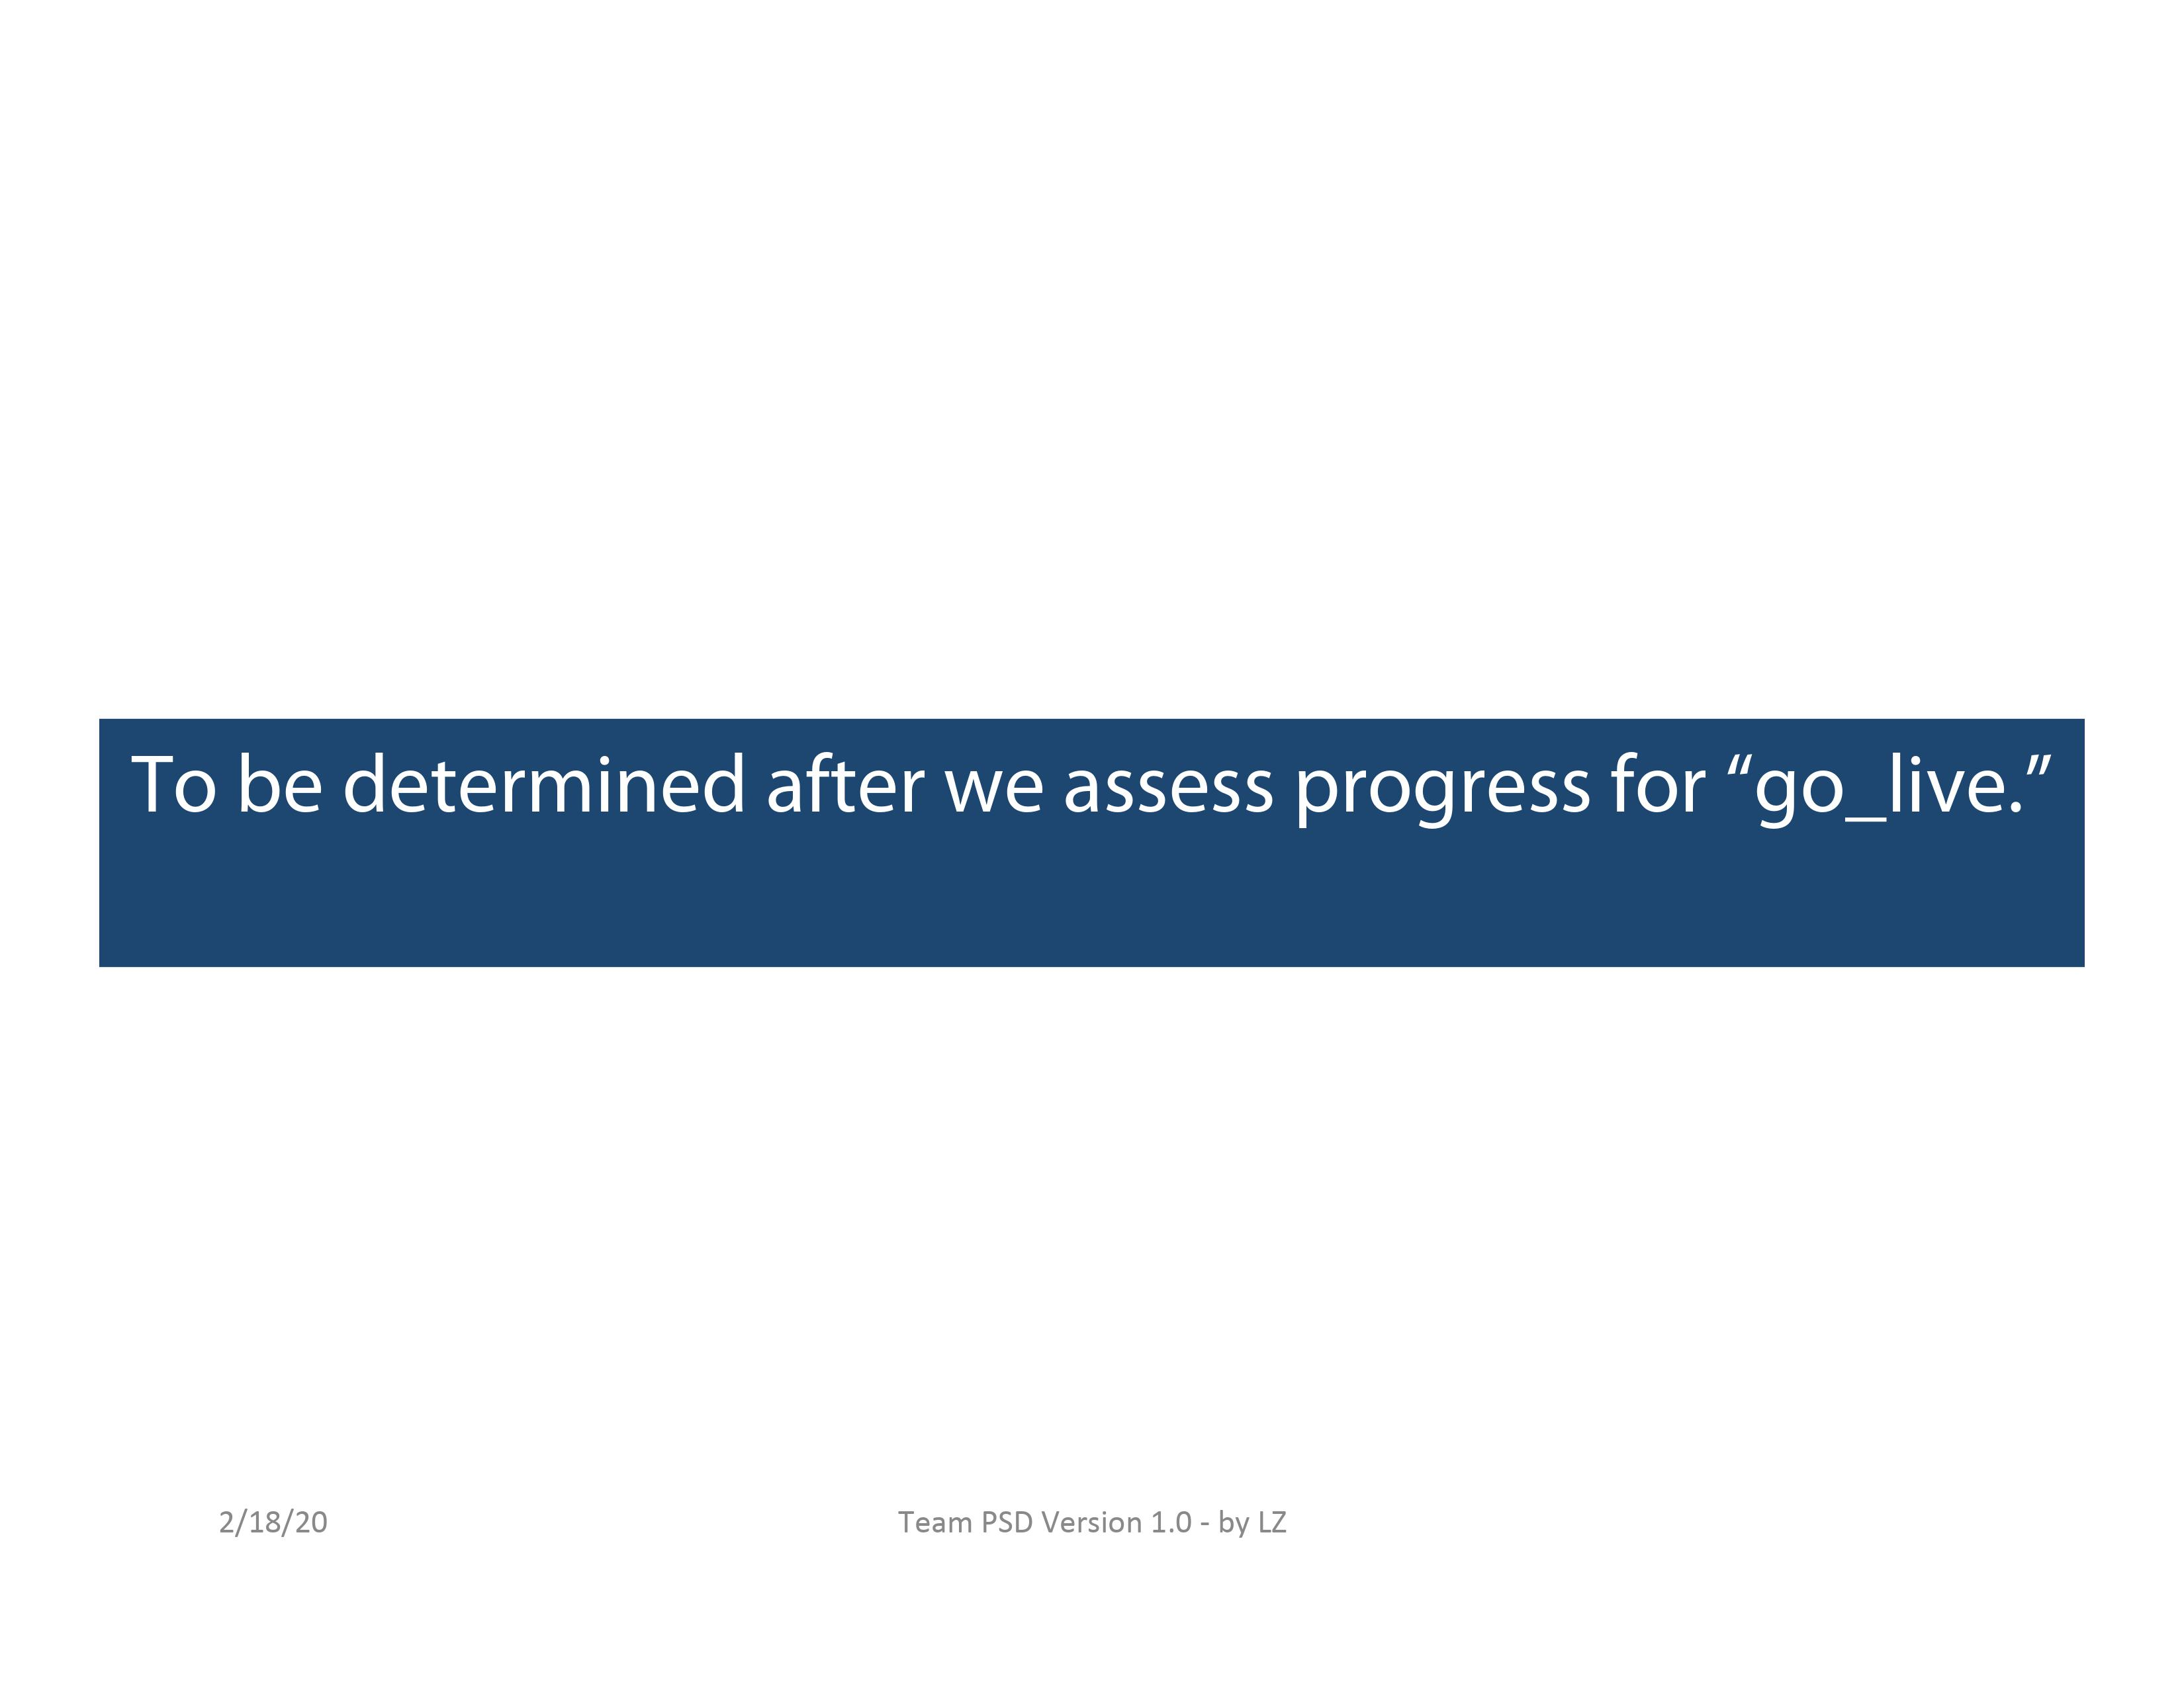 To be determined after we assess progress for “go_live.”
2/18/20
Team PSD Version 1.0 - by LZ